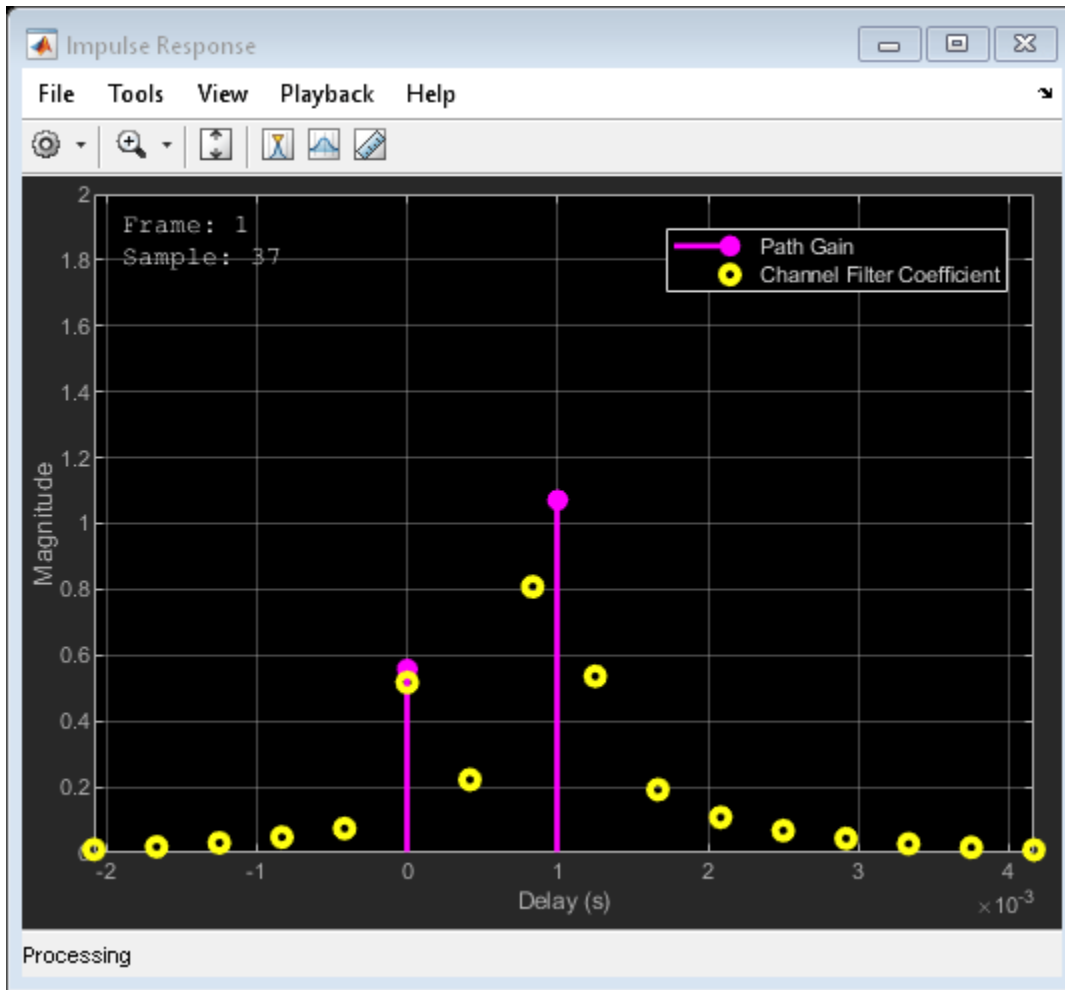 Impulse Response
File Tools View Playback Help
Frame: 1
Sample: 37
Path Gain
Channel Filter Coefficient
2
1.8
1.6
1.4
1.2
1
0.8
0.6
0.4
0.2
0
Magnitude
-2 -1 0 1 2 3 4
Delay (s)
×10⁻³
Processing